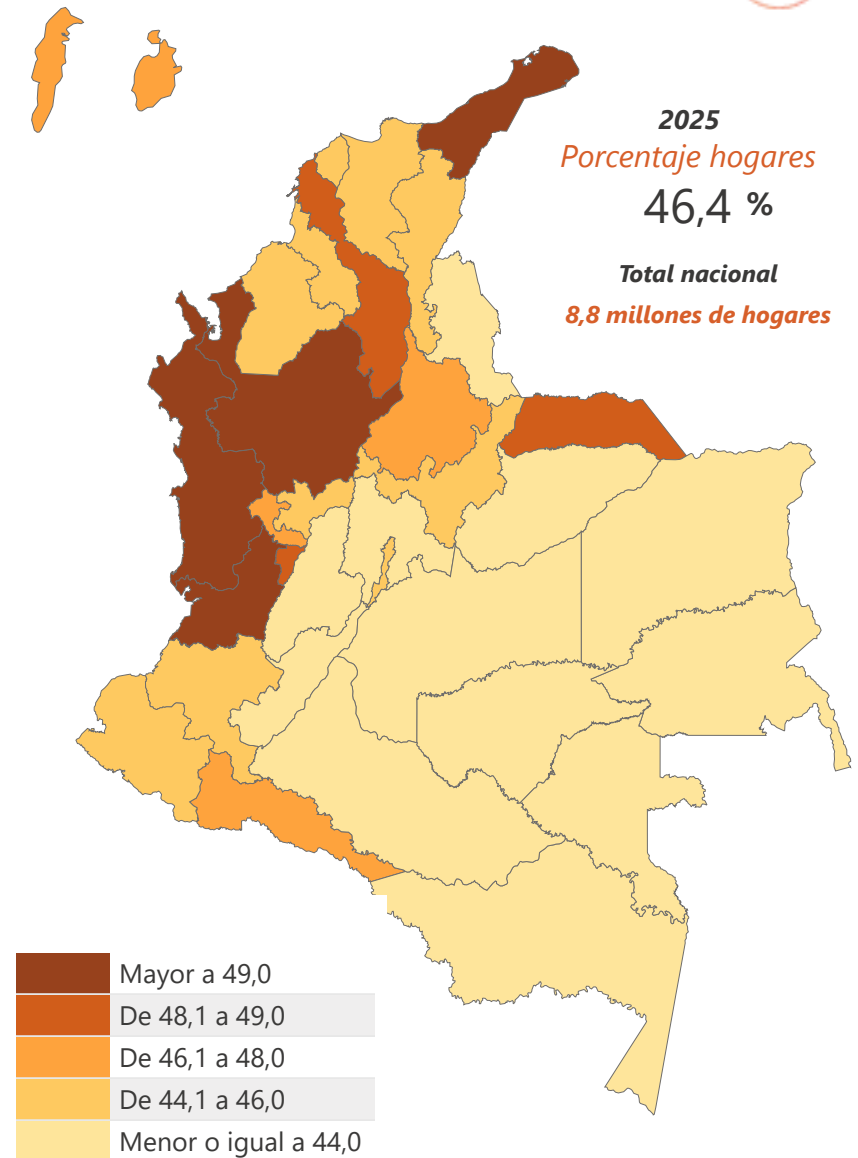 2025
Porcentaje hogares
46,4 %
Total nacional
8,8 millones de hogares
Mayor a 49,0
De 48,1 a 49,0
De 46,1 a 48,0
De 44,1 a 46,0
Menor o igual a 44,0